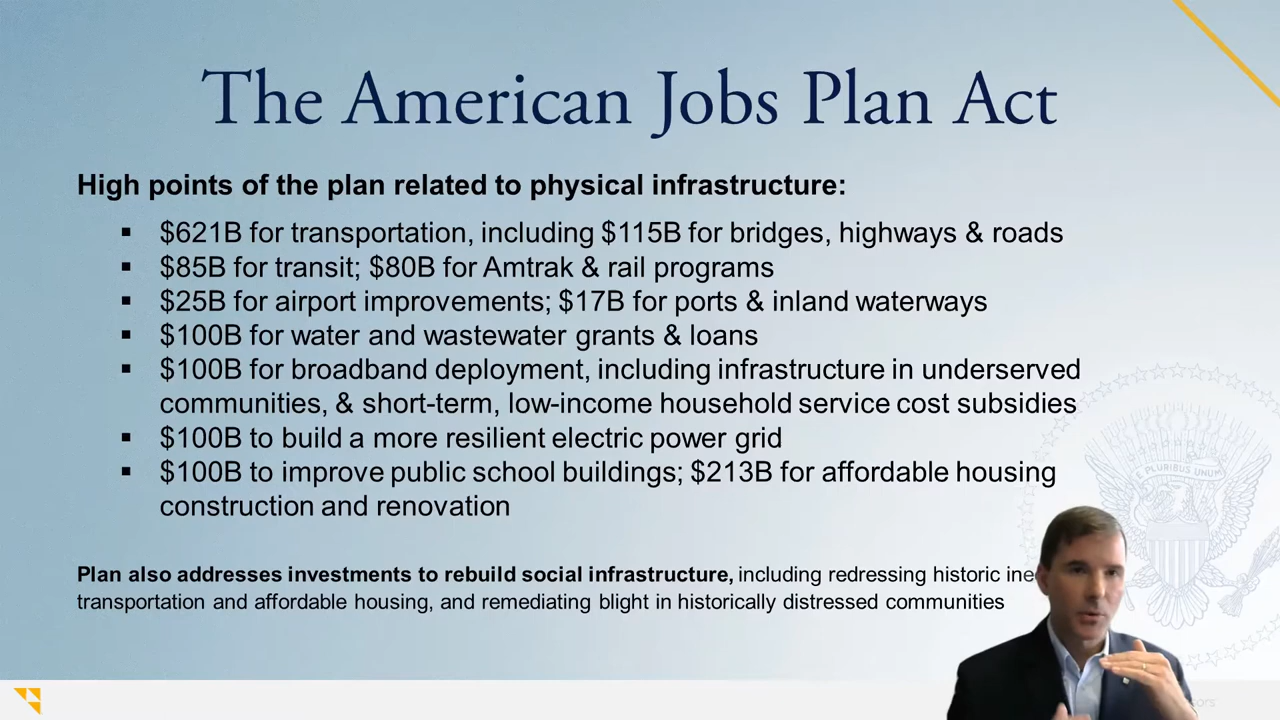 The American Jobs Plan Act
High points of the plan related to physical infrastructure:
▪ $621B for transportation, including $115B for bridges, highways & roads
▪ $85B for transit; $80B for Amtrak & rail programs
▪ $25B for airport improvements; $17B for ports & inland waterways
▪ $100B for water and wastewater grants & loans
▪ $100B for broadband deployment, including infrastructure in underserved
communities, & short-term, low-income household service cost subsidies
▪ $100B to build a more resilient electric power grid
▪ $100B to improve public school buildings; $213B for affordable housing
construction and renovation
E PLURIBUS UNUM
Plan also addresses investments to rebuild social infrastructure, including redressing historic
transportation and affordable housing, and remediating blight in historically distressed communities